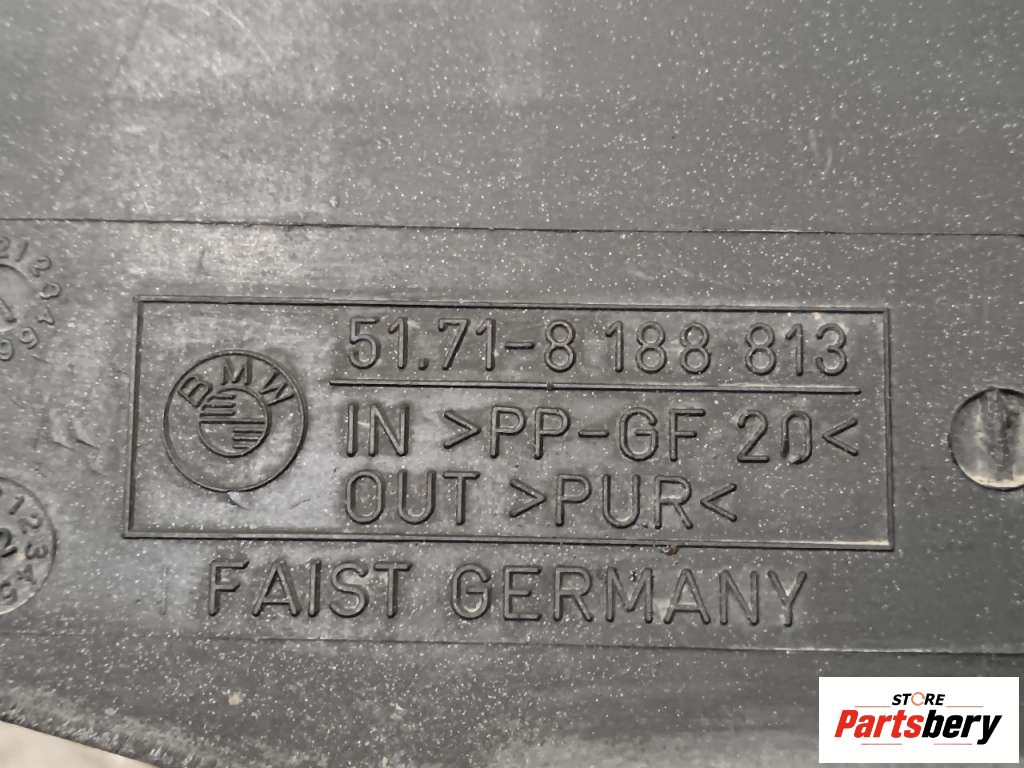 51.71-8 188 813
BMW
IN >PP-GF 20<
OUT >PUR<
FAIST GERMANY
STORE
Partsbery